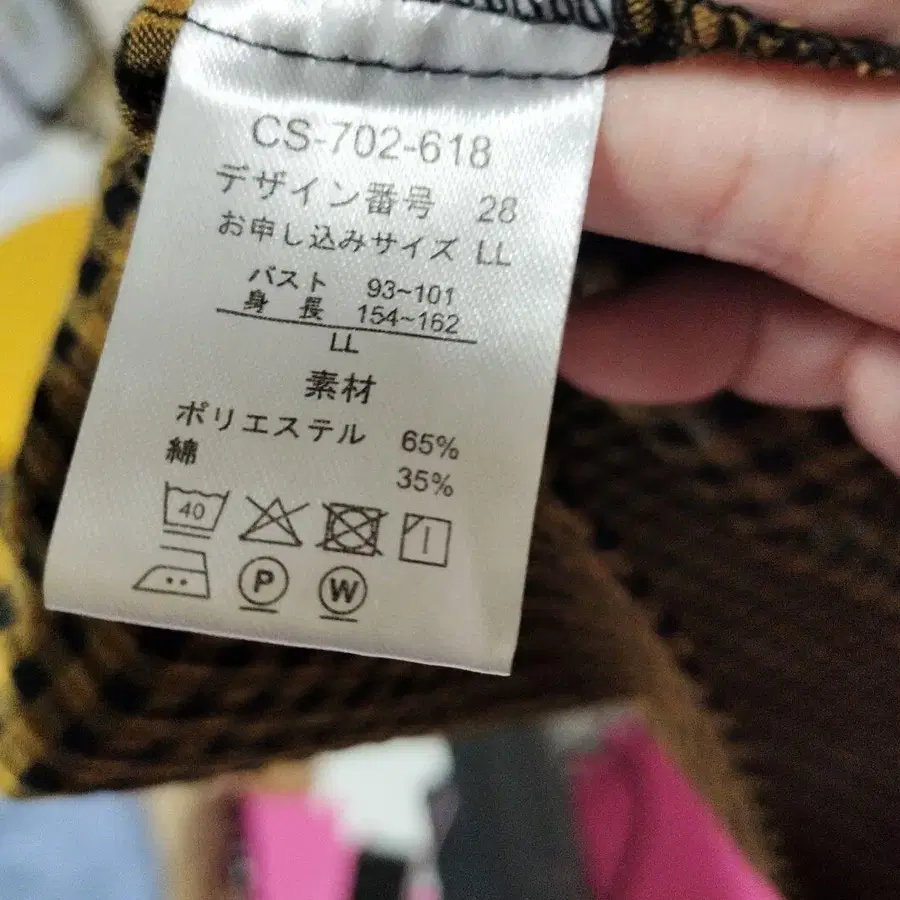 CS-702-618
デザイン番号 28
お申し込みサイズ LL
バスト 93~101
身長 154~162
LL
素材
ポリエステル 65%
綿 35%
40
P W